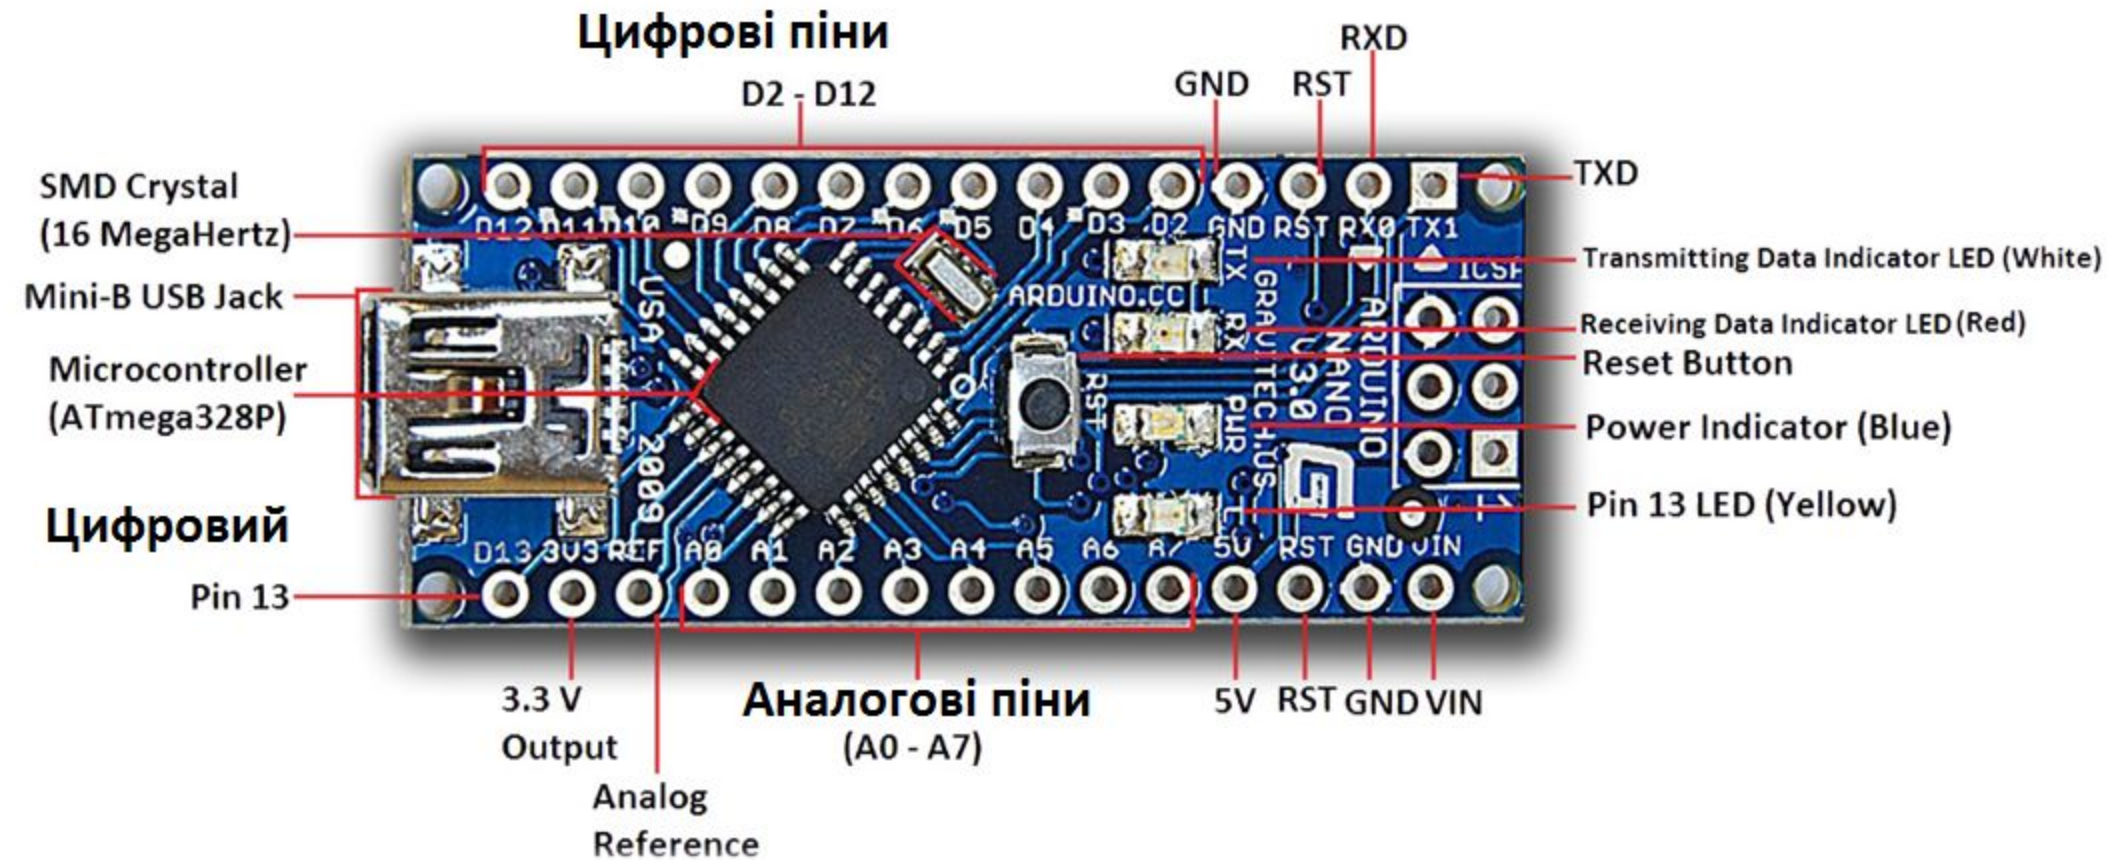 Цифрові піни
D2 - D12
GND
RST
RXD
TXD
SMD Crystal
(16 MegaHertz)
Mini-B USB Jack
Microcontroller
(ATmega328P)
Цифровий
Pin 13
D12 D11 D10 D9 D8 D7 D6 D5 D4 D3 D2 GND RST RX0 TX1
ICSP
USA
2009
ARDUINO.CC
TX
RX
RST
PWR
L
GRAVITECH.US
V3.0
NANO
ARDUINO
G
1
D13 3V3 REF A0 A1 A2 A3 A4 A5 A6 A7 5V RST GND VIN
Transmitting Data Indicator LED (White)
Receiving Data Indicator LED (Red)
Reset Button
Power Indicator (Blue)
Pin 13 LED (Yellow)
3.3 V
Output
Analog
Reference
Аналогові піни
(A0 - A7)
5V
RST
GND
VIN